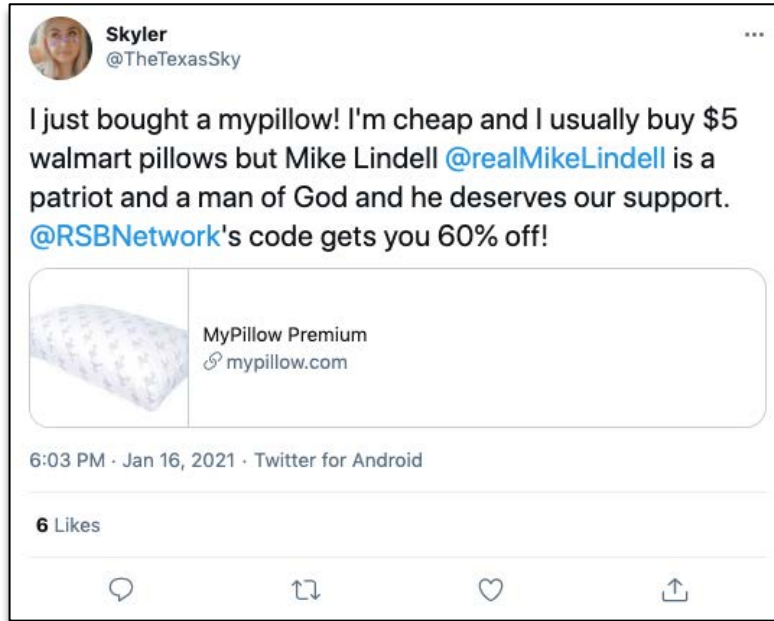 Skyler
@TheTexasSky
I just bought a mypillow! I'm cheap and I usually buy $5
walmart pillows but Mike Lindell @realMikeLindell is a
patriot and a man of God and he deserves our support.
@RSBNetwork's code gets you 60% off!
MyPillow Premium
mypillow.com
6:03 PM · Jan 16, 2021 · Twitter for Android
6 Likes